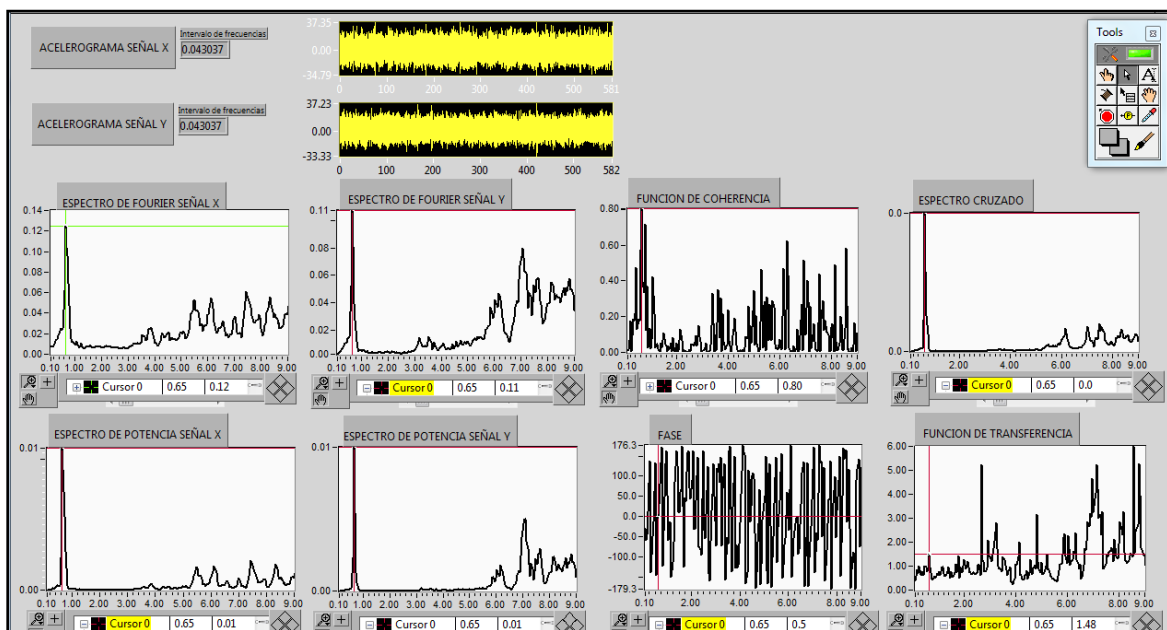 ACELEROGRAMA SEÑAL X
Intervalo de frecuencias
0.043037
37.35
0.00
-34.79
0 100 200 300 400 500 581
Tools
ACELEROGRAMA SEÑAL Y
Intervalo de frecuencias
0.043037
37.23
0.00
-33.33
0 100 200 300 400 500 582
ESPECTRO DE FOURIER SEÑAL X
0.14
0.12
0.10
0.08
0.06
0.04
0.02
0.00
0.10 1.00 2.00 3.00 4.00 5.00 6.00 7.00 8.00 9.00
Cursor 0 0.65 0.12
ESPECTRO DE FOURIER SEÑAL Y
0.11
0.10
0.08
0.06
0.04
0.02
0.00
0.10 1.00 2.00 3.00 4.00 5.00 6.00 7.00 8.00 9.00
Cursor 0 0.65 0.11
FUNCION DE COHERENCIA
0.80
0.60
0.40
0.20
0.00
0.10 2.00 4.00 6.00 8.00 9.00
Cursor 0 0.65 0.80
ESPECTRO CRUZADO
0.0
0.0
0.10 1.00 2.00 3.00 4.00 5.00 6.00 7.00 9.00
Cursor 0 0.65 0.0
ESPECTRO DE POTENCIA SEÑAL X
0.01
0.00
0.10 1.00 2.00 3.00 4.00 5.00 6.00 7.00 9.00
Cursor 0 0.65 0.01
ESPECTRO DE POTENCIA SEÑAL Y
0.01
0.00
0.10 1.00 2.00 3.00 4.00 5.00 6.00 7.00 9.00
Cursor 0 0.65 0.01
FASE
176.3
100.0
50.0
0.0
-50.0
-100.0
-179.3
0.10 2.00 4.00 6.00 9.00
Cursor 0 0.65 0.5
FUNCION DE TRANSFERENCIA
6.00
5.00
4.00
3.00
2.00
1.00
0.00
0.10 2.00 4.00 6.00 9.00
Cursor 0 0.65 1.48